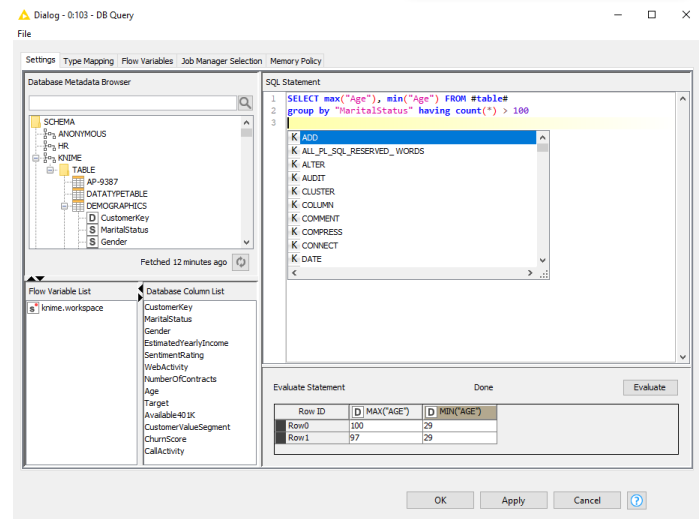 Dialog - 0:103 - DB Query
File
Settings Type Mapping Flow Variables Job Manager Selection Memory Policy
Database Metadata Browser
SCHEMA
ANONYMOUS
HR
KNIME
TABLE
AP-9387
DATATYPETABLE
DEMOGRAPHICS
D CustomerKey
S MaritalStatus
S Gender
Fetched 12 minutes ago
Flow Variable List
s knime.workspace
Database Column List
CustomerKey
MaritalStatus
Gender
EstimatedYearlyIncome
SentimentRating
WebActivity
NumberOfContracts
Age
Target
Available401K
CustomerValueSegment
ChurnScore
CallActivity
SQL Statement
1 SELECT max("Age"), min("Age") FROM #table#
2 group by "MaritalStatus" having count(*) > 100
3
K ADD
K ALL_PL_SQL_RESERVED_ WORDS
K ALTER
K AUDIT
K CLUSTER
K COLUMN
K COMMENT
K COMPRESS
K CONNECT
K DATE
Evaluate Statement Done Evaluate
Row ID D MAX("AGE") D MIN("AGE")
Row0 100 29
Row1 97 29
OK Apply Cancel ?